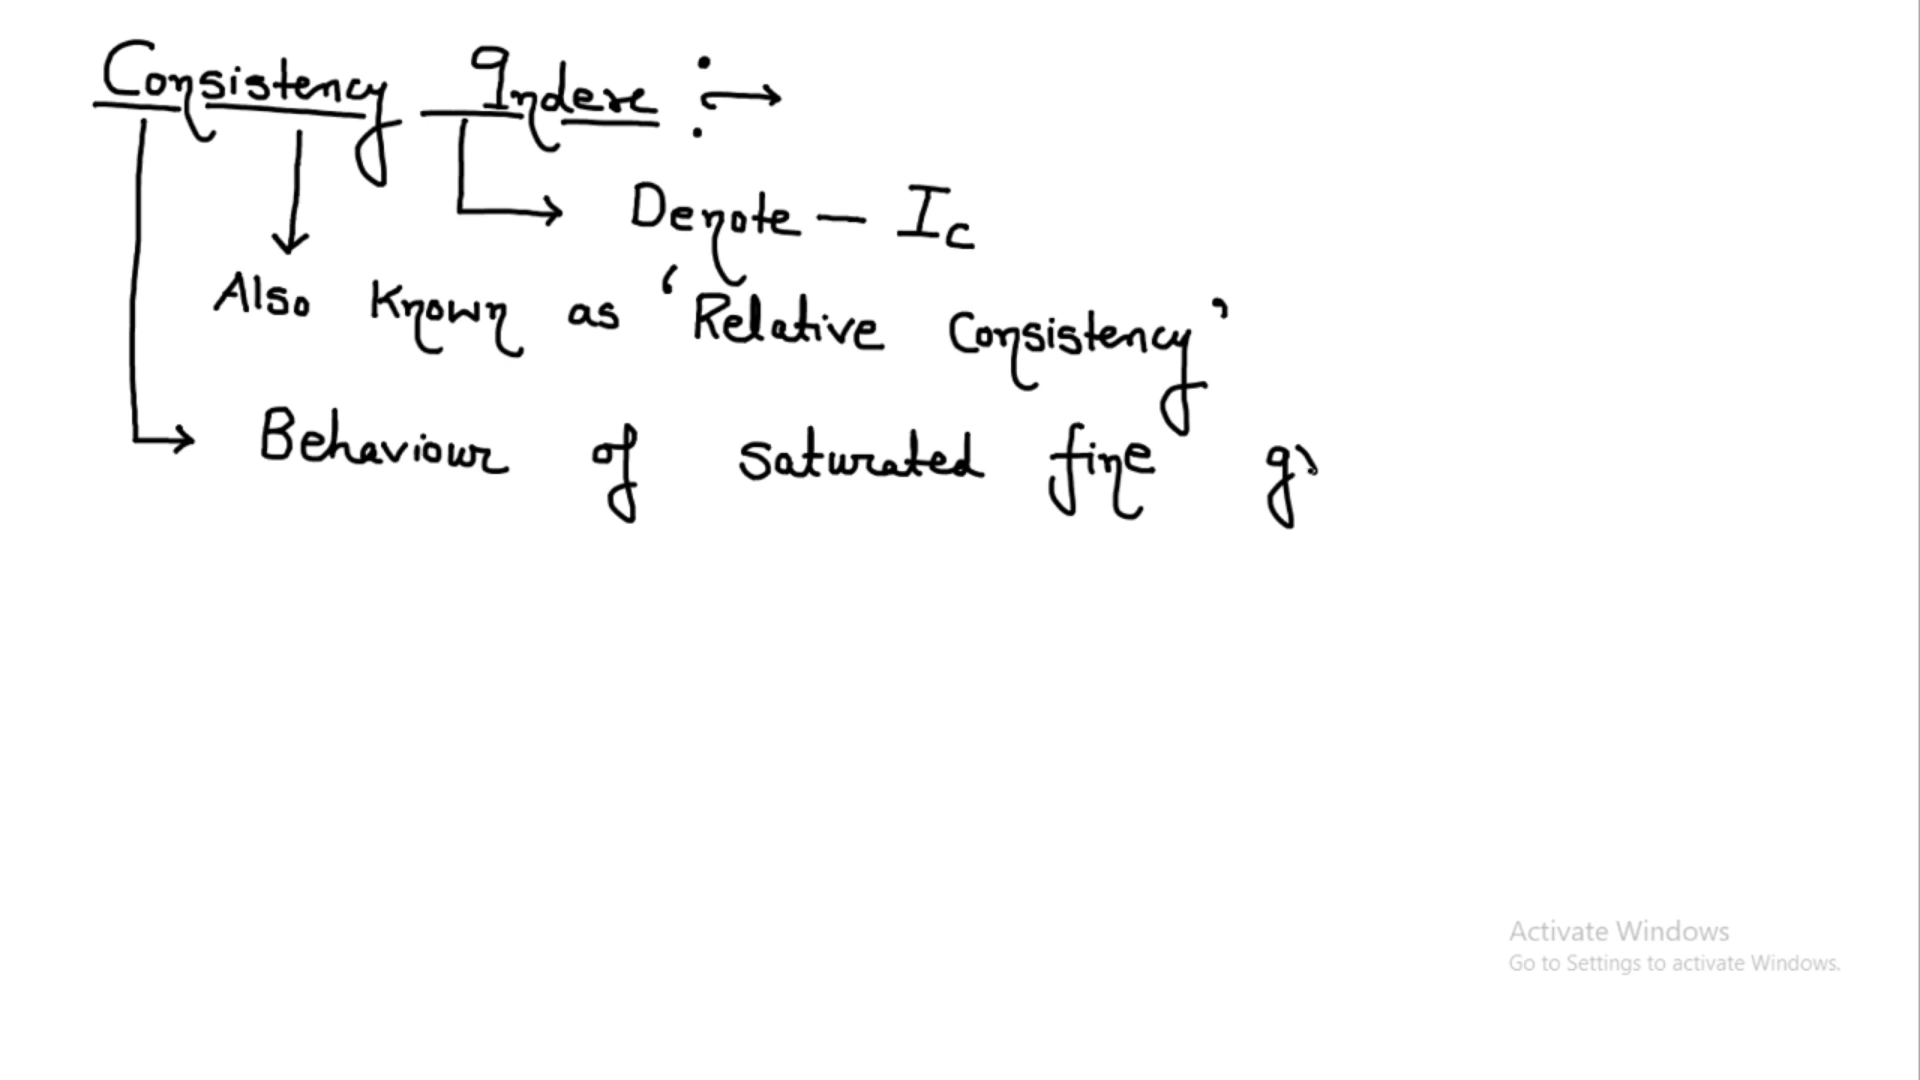 Consistency Index :→
Denote — Ic
Also Known as ‘Relative Consistency’
Behaviour of saturated fine
Activate Windows
Go to Settings to activate Windows.